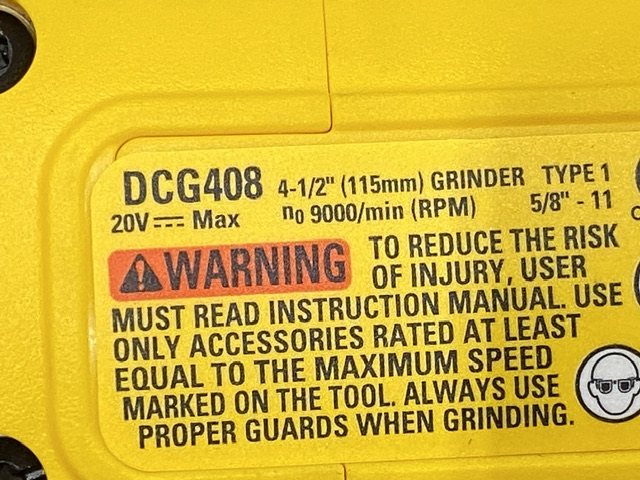 DCG408 4-1/2" (115mm) GRINDER TYPE 1
20V⎓ Max n0 9000/min (RPM) 5/8" - 11
WARNING TO REDUCE THE RISK
OF INJURY, USER
MUST READ INSTRUCTION MANUAL. USE
ONLY ACCESSORIES RATED AT LEAST
EQUAL TO THE MAXIMUM SPEED
MARKED ON THE TOOL. ALWAYS USE
PROPER GUARDS WHEN GRINDING.